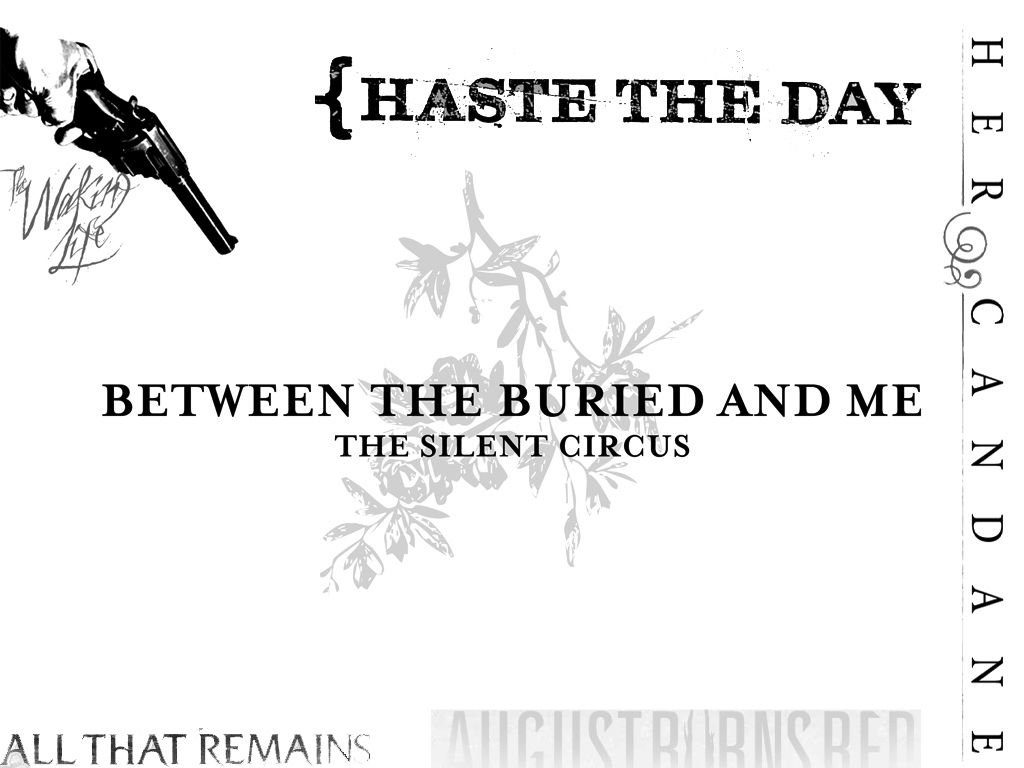 {HASTE THE DAY
The Waking Life
BETWEEN THE BURIED AND ME
THE SILENT CIRCUS
HER CANDANE
ALL THAT REMAINS
AUGUST BURNS RED